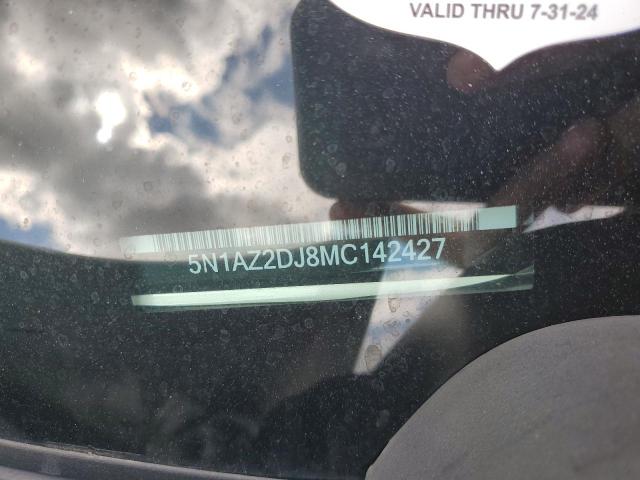 VALID THRU 7-31-24
5N1AZ2DJ8MC142427